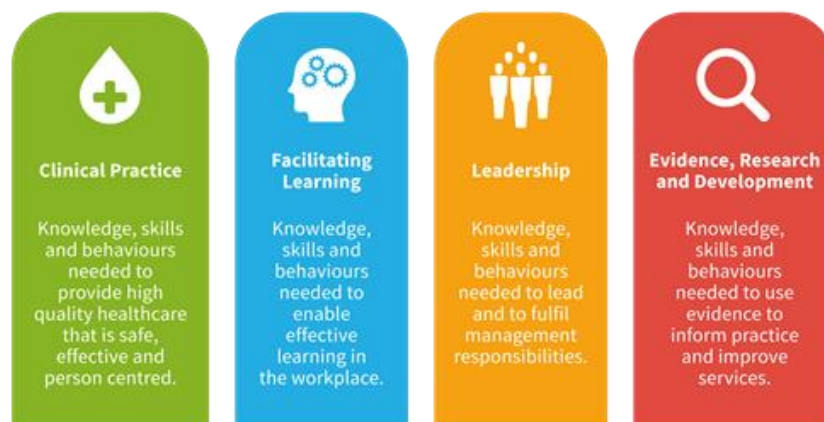 Clinical Practice
Knowledge, skills
and behaviours
needed to
provide high
quality healthcare
that is safe,
effective and
person centred.
Facilitating
Learning
Knowledge,
skills and
behaviours
needed to
enable
effective
learning in
the workplace.
Leadership
Knowledge,
skills and
behaviours
needed to lead
and to fulfil
management
responsibilities.
Evidence, Research
and Development
Knowledge,
skills and
behaviours
needed to use
evidence to
inform practice
and improve
services.